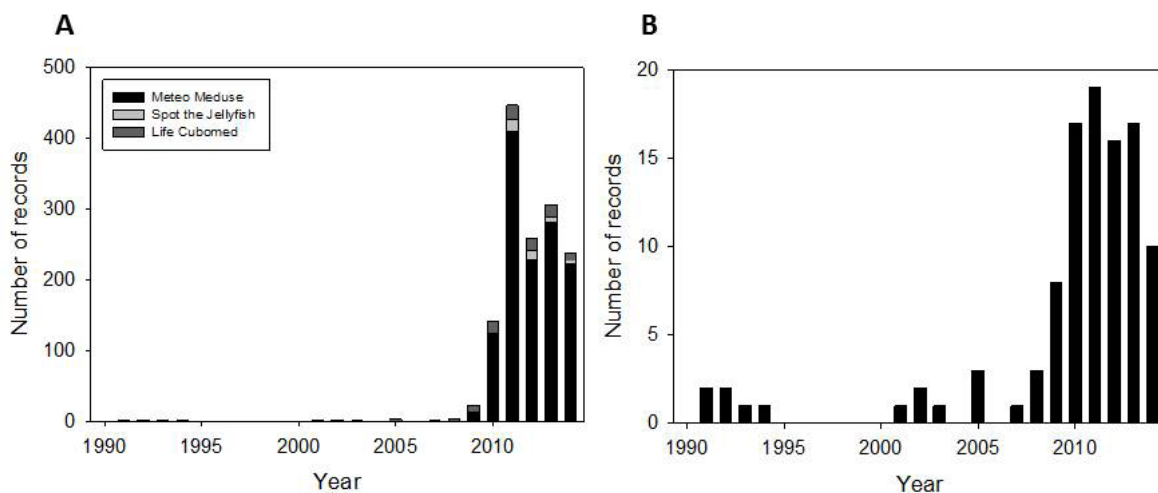 A
500
400
300
200
100
0
Number of records
Meteo Meduse
Spot the Jellyfish
Life Cubomed
1990 1995 2000 2005 2010
Year
B
20
15
10
5
0
Number of records
1990 1995 2000 2005 2010
Year